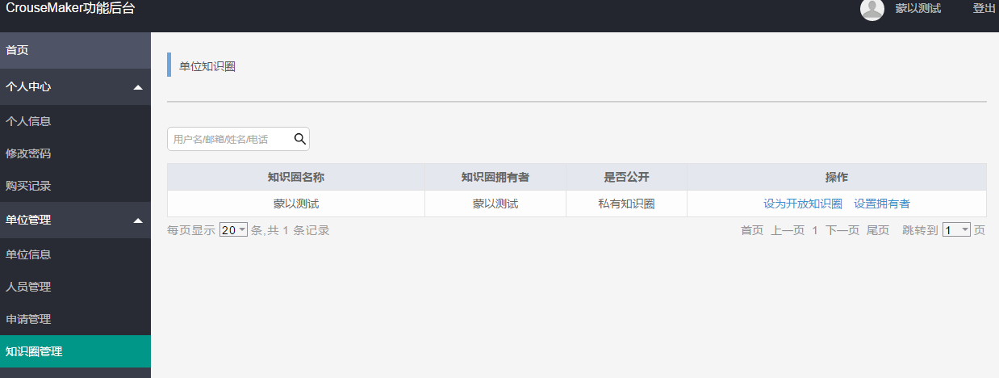 CrouseMaker功能后台
蒙以测试 登出
首页
个人中心
个人信息
修改密码
购买记录
单位管理
单位信息
人员管理
申请管理
知识圈管理
单位知识圈
用户名/邮箱/姓名/电话
知识圈名称 知识圈拥有者 是否公开 操作
蒙以测试 蒙以测试 私有知识圈 设为开放知识圈 设置拥有者
每页显示 20 条,共 1 条记录 首页 上一页 1 下一页 尾页 跳转到 1 页